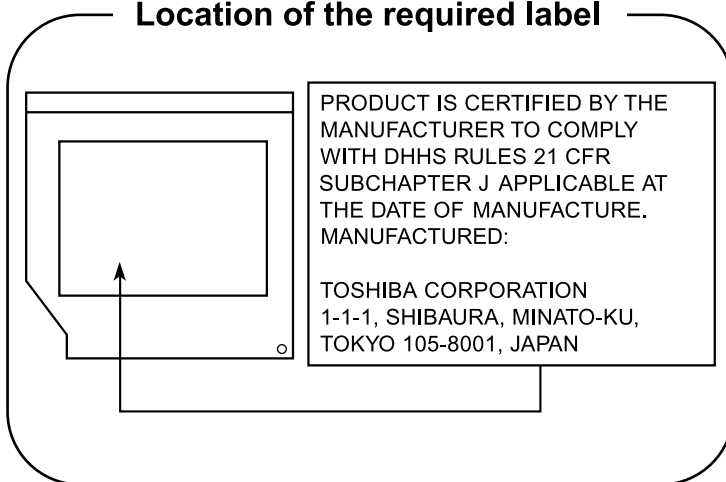 Location of the required label
PRODUCT IS CERTIFIED BY THE
MANUFACTURER TO COMPLY
WITH DHHS RULES 21 CFR
SUBCHAPTER J APPLICABLE AT
THE DATE OF MANUFACTURE.
MANUFACTURED:
TOSHIBA CORPORATION
1-1-1, SHIBAURA, MINATO-KU,
TOKYO 105-8001, JAPAN